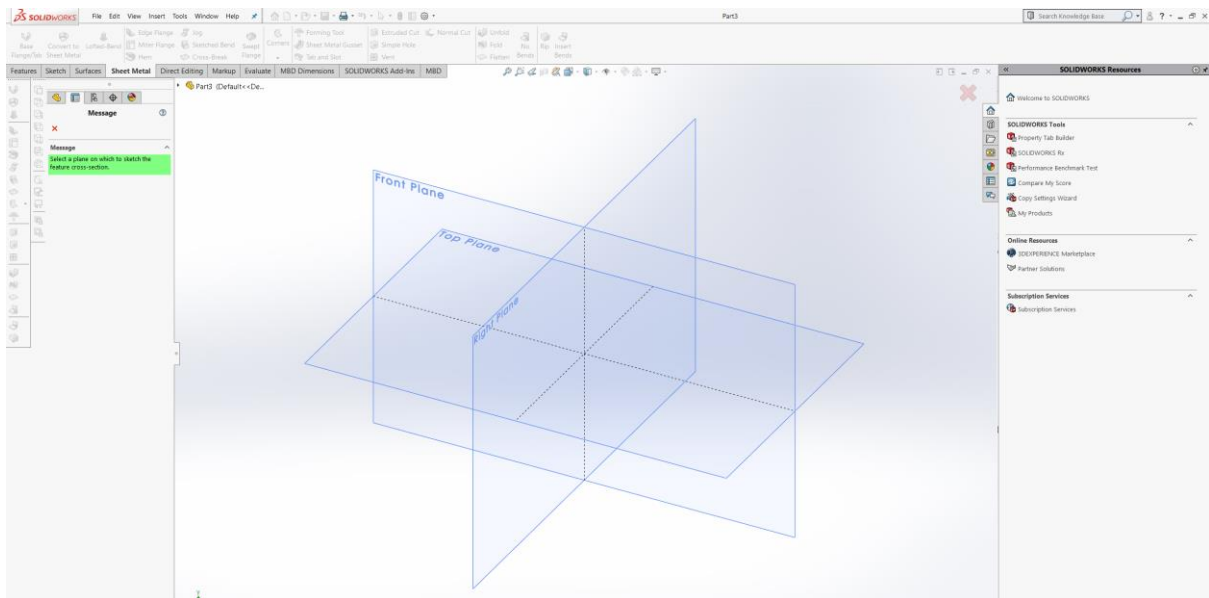 SOLIDWORKS File Edit View Insert Tools Window Help Part3 Search Knowledge Base
Edge Flange Jog Forming Tool Extruded Cut Normal Cut Unfold
Base Convert to Lofted-Bend Miter Flange Sketched Bend Swept Corners Sheet Metal Gusset Simple Hole Fold No Rip Insert
Flange/Tab Sheet Metal Hem Cross-Break Flange Tab and Slot Vent Flatten Bends Bends
Features Sketch Surfaces Sheet Metal Direct Editing Markup Evaluate MBD Dimensions SOLIDWORKS Add-Ins MBD
Part3 (Default<<De...
Message
Message
Select a plane on which to sketch the
feature cross-section.
Front Plane
Top Plane
Right Plane
SOLIDWORKS Resources
Welcome to SOLIDWORKS
SOLIDWORKS Tools
Property Tab Builder
SOLIDWORKS Rx
Performance Benchmark Test
Compare My Score
Copy Settings Wizard
My Products
Online Resources
3DEXPERIENCE Marketplace
Partner Solutions
Subscription Services
Subscription Services